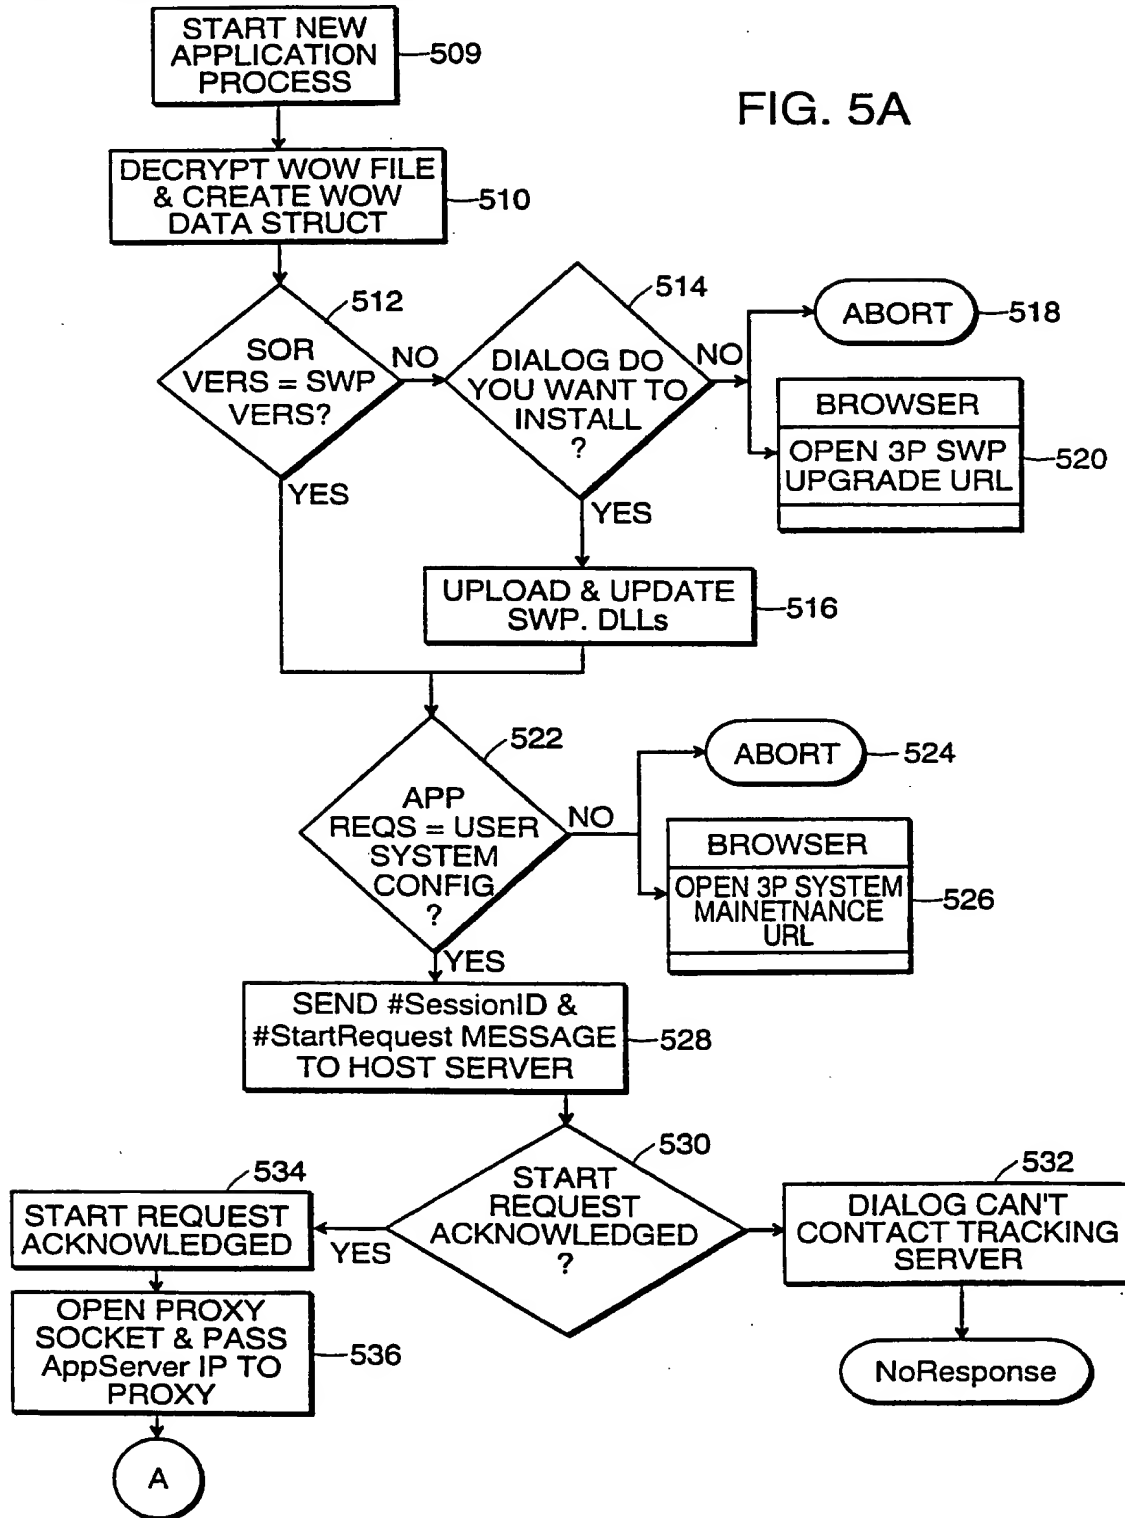 START NEW
APPLICATION
PROCESS
509
FIG. 5A
DECRYPT WOW FILE
& CREATE WOW
DATA STRUCT
510
512
SOR
VERS = SWP
VERS?
NO
YES
514
DIALOG DO
YOU WANT TO
INSTALL
?
NO
YES
ABORT
518
BROWSER
OPEN 3P SWP
UPGRADE URL
520
UPLOAD & UPDATE
SWP. DLLs
516
522
APP
REQS = USER
SYSTEM
CONFIG
?
NO
YES
ABORT
524
BROWSER
OPEN 3P SYSTEM
MAINETNANCE
URL
526
SEND #SessionID &
#StartRequest MESSAGE
TO HOST SERVER
528
530
START
REQUEST
ACKNOWLEDGED
?
YES
532
DIALOG CAN'T
CONTACT TRACKING
SERVER
NoResponse
534
START REQUEST
ACKNOWLEDGED
OPEN PROXY
SOCKET & PASS
AppServer IP TO
PROXY
536
A